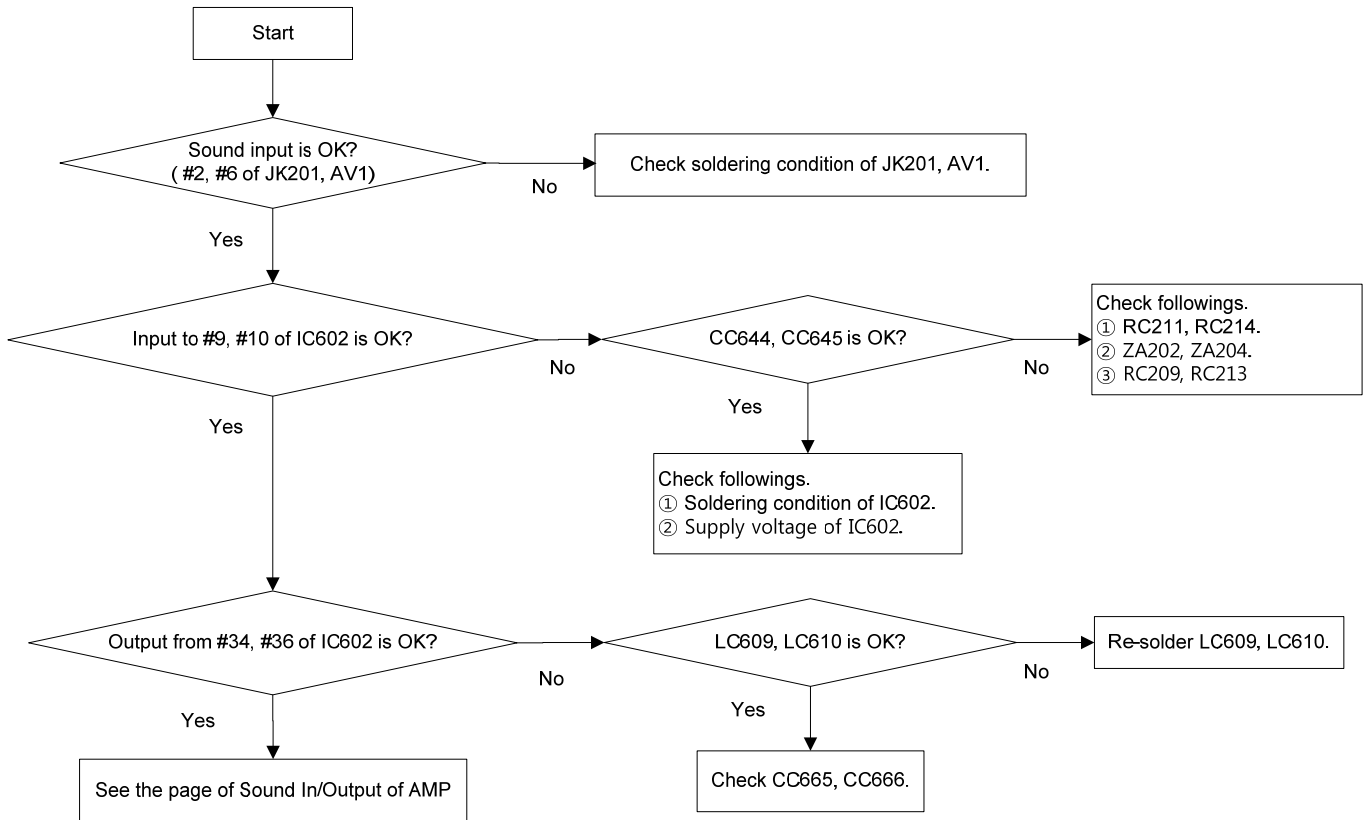 Start
Sound input is OK?
( #2, #6 of JK201, AV1)
No
Check soldering condition of JK201, AV1.
Yes
Input to #9, #10 of IC602 is OK?
No
CC644, CC645 is OK?
No
Check followings.
① RC211, RC214.
② ZA202, ZA204.
③ RC209, RC213
Yes
Yes
Check followings.
① Soldering condition of IC602.
② Supply voltage of IC602.
Output from #34, #36 of IC602 is OK?
No
LC609, LC610 is OK?
No
Re-solder LC609, LC610.
Yes
Yes
See the page of Sound In/Output of AMP
Check CC665, CC666.